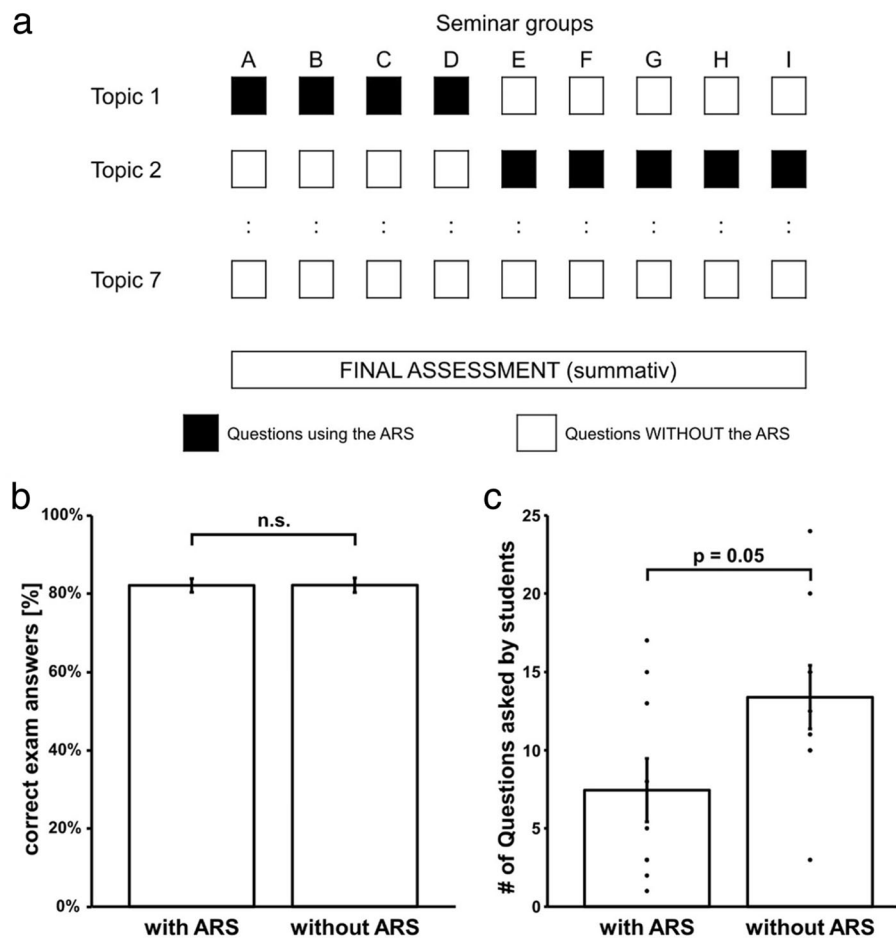 a
Seminar groups
A B C D E F G H I
Topic 1
Topic 2
: : : : : : : : :
Topic 7
FINAL ASSESSMENT (summativ)
Questions using the ARS
Questions WITHOUT the ARS
b
100%
80%
60%
40%
20%
0%
correct exam answers [%]
n.s.
with ARS
without ARS
c
25
20
15
10
5
0
# of Questions asked by students
p = 0.05
with ARS
without ARS